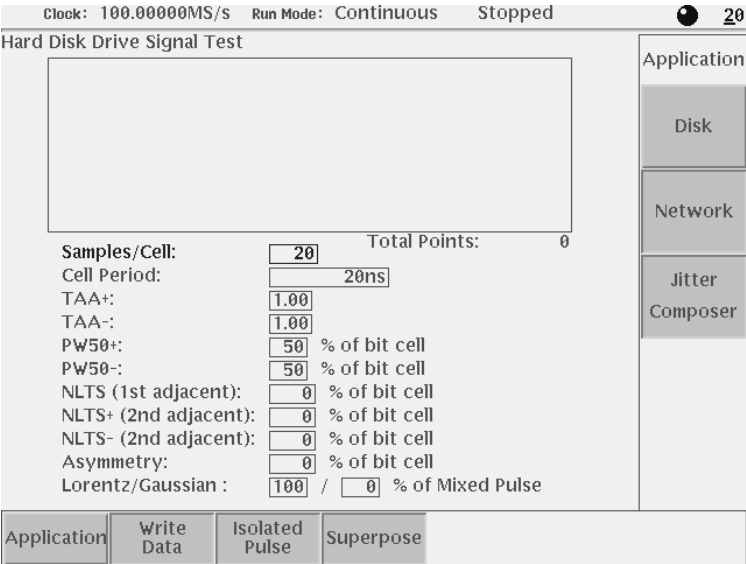 Clock: 100.00000MS/s Run Mode: Continuous Stopped 20
Hard Disk Drive Signal Test
Application
Disk
Network
Jitter
Composer
Total Points: 0
Samples/Cell: 20
Cell Period: 20ns
TAA+: 1.00
TAA-: 1.00
PW50+: 50 % of bit cell
PW50-: 50 % of bit cell
NLTS (1st adjacent): 0 % of bit cell
NLTS+ (2nd adjacent): 0 % of bit cell
NLTS- (2nd adjacent): 0 % of bit cell
Asymmetry: 0 % of bit cell
Lorentz/Gaussian : 100 / 0 % of Mixed Pulse
Application
Write
Data
Isolated
Pulse
Superpose